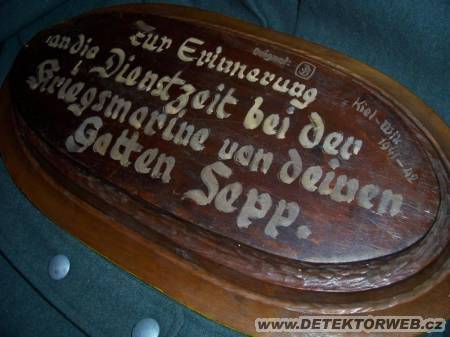 zur Erinnerung
an die Dienstzeit bei der
Kriegsmarine von deinen
Gatten Sepp.
Kiel-Wik
WWW.DETEKTORWEB.CZ